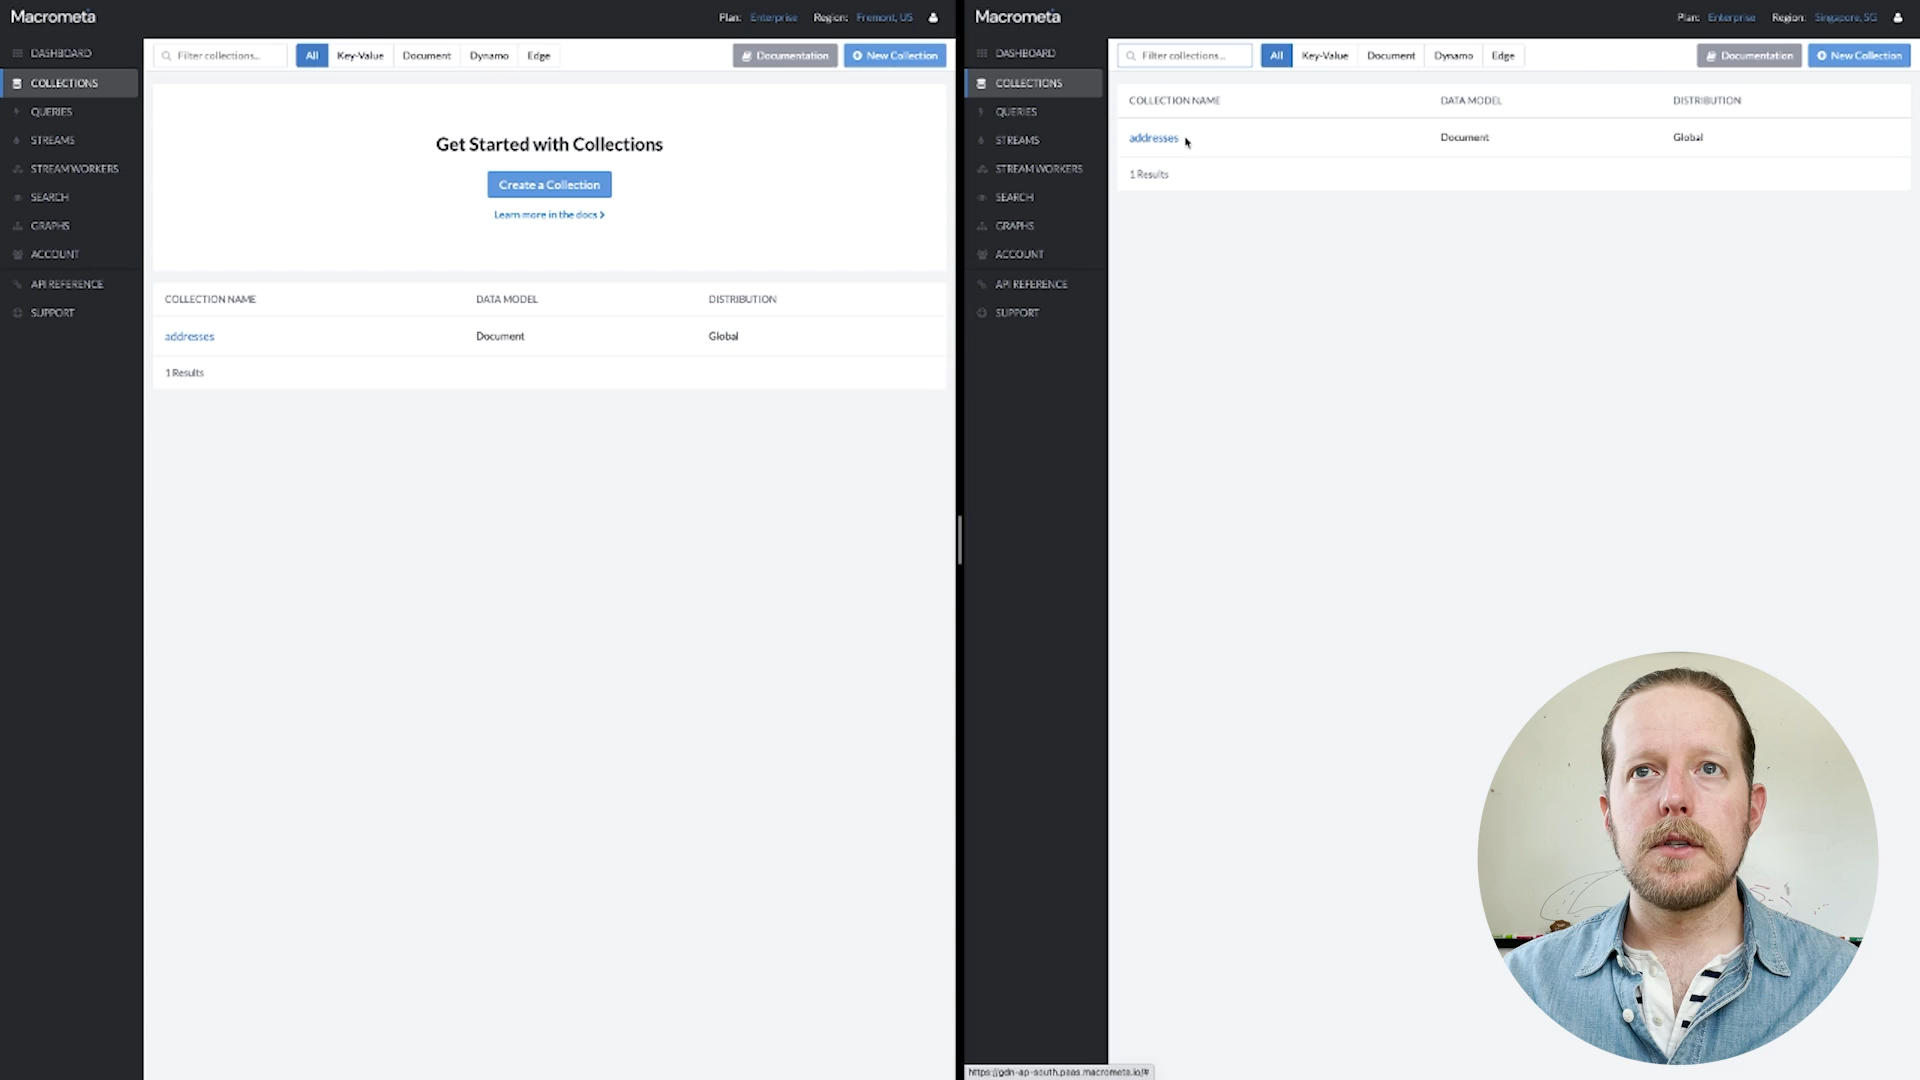 Macrometa
Plan: Enterprise Region: Fremont, US
DASHBOARD
COLLECTIONS
QUERIES
STREAMS
STREAM WORKERS
SEARCH
GRAPHS
ACCOUNT
API REFERENCE
SUPPORT
Filter collections... All Key-Value Document Dynamo Edge Documentation New Collection
Get Started with Collections
Create a Collection
Learn more in the docs >
COLLECTION NAME DATA MODEL DISTRIBUTION
addresses Document Global
1 Results
Macrometa
Plan: Enterprise Region: Singapore, SG
DASHBOARD
COLLECTIONS
QUERIES
STREAMS
STREAM WORKERS
SEARCH
GRAPHS
ACCOUNT
API REFERENCE
SUPPORT
Filter collections... All Key-Value Document Dynamo Edge Documentation New Collection
COLLECTION NAME DATA MODEL DISTRIBUTION
addresses Document Global
1 Results
https://gdn-ap-south.paas.macrometa.io/#